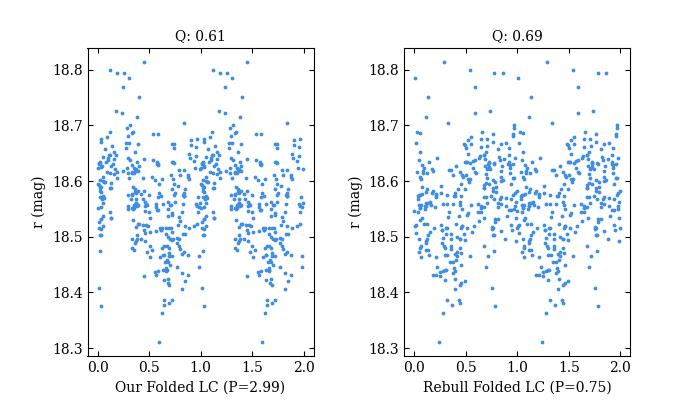 Q: 0.61
18.8
18.7
18.6
18.5
18.4
18.3
r (mag)
0.0 0.5 1.0 1.5 2.0
Our Folded LC (P=2.99)
Q: 0.69
18.8
18.7
18.6
18.5
18.4
18.3
r (mag)
0.0 0.5 1.0 1.5 2.0
Rebull Folded LC (P=0.75)